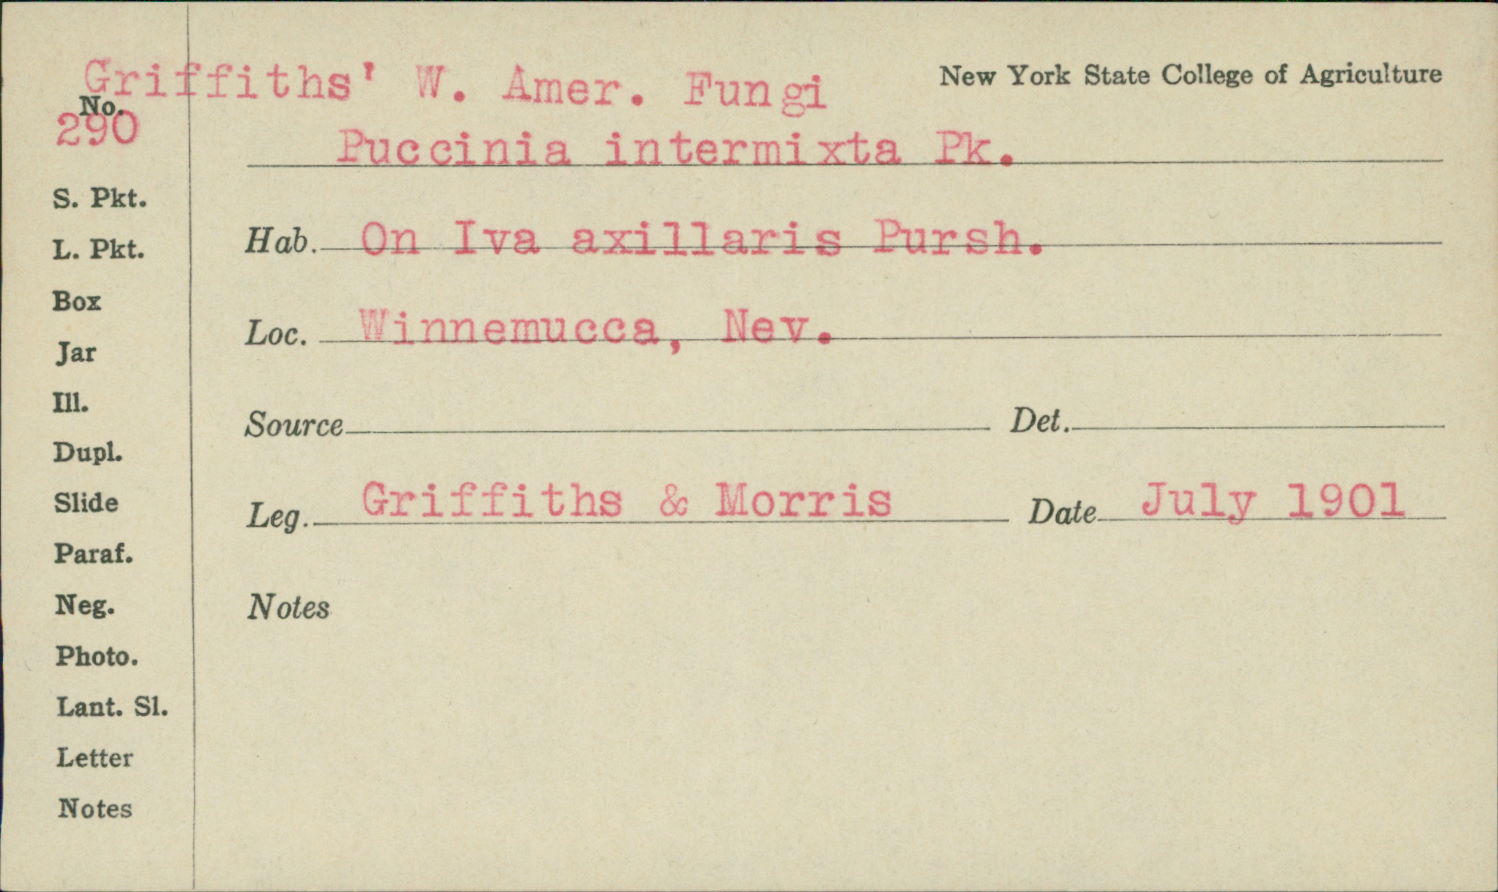 Griffiths' W. Amer. Fungi
New York State College of Agriculture
No.
290
Puccinia intermixta Pk.
S. Pkt.
Hab. On Iva axillaris Pursh.
L. Pkt.
Box
Loc. Winnemucca, Nev.
Jar
Ill.
Source Det.
Dupl.
Slide
Leg. Griffiths & Morris Date July 1901
Paraf.
Neg.
Notes
Photo.
Lant. Sl.
Letter
Notes